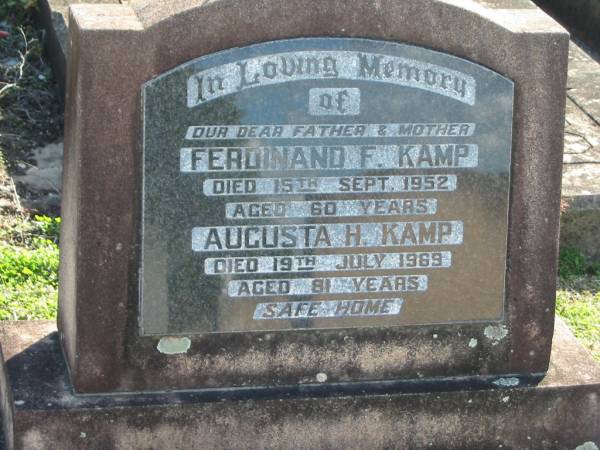 In Loving Memory
of
OUR DEAR FATHER & MOTHER
FERDINAND F. KAMP
DIED 15TH SEPT. 1952
AGED 60 YEARS
AUGUSTA H. KAMP
DIED 19TH JULY 1969
AGED 81 YEARS
SAFE HOME